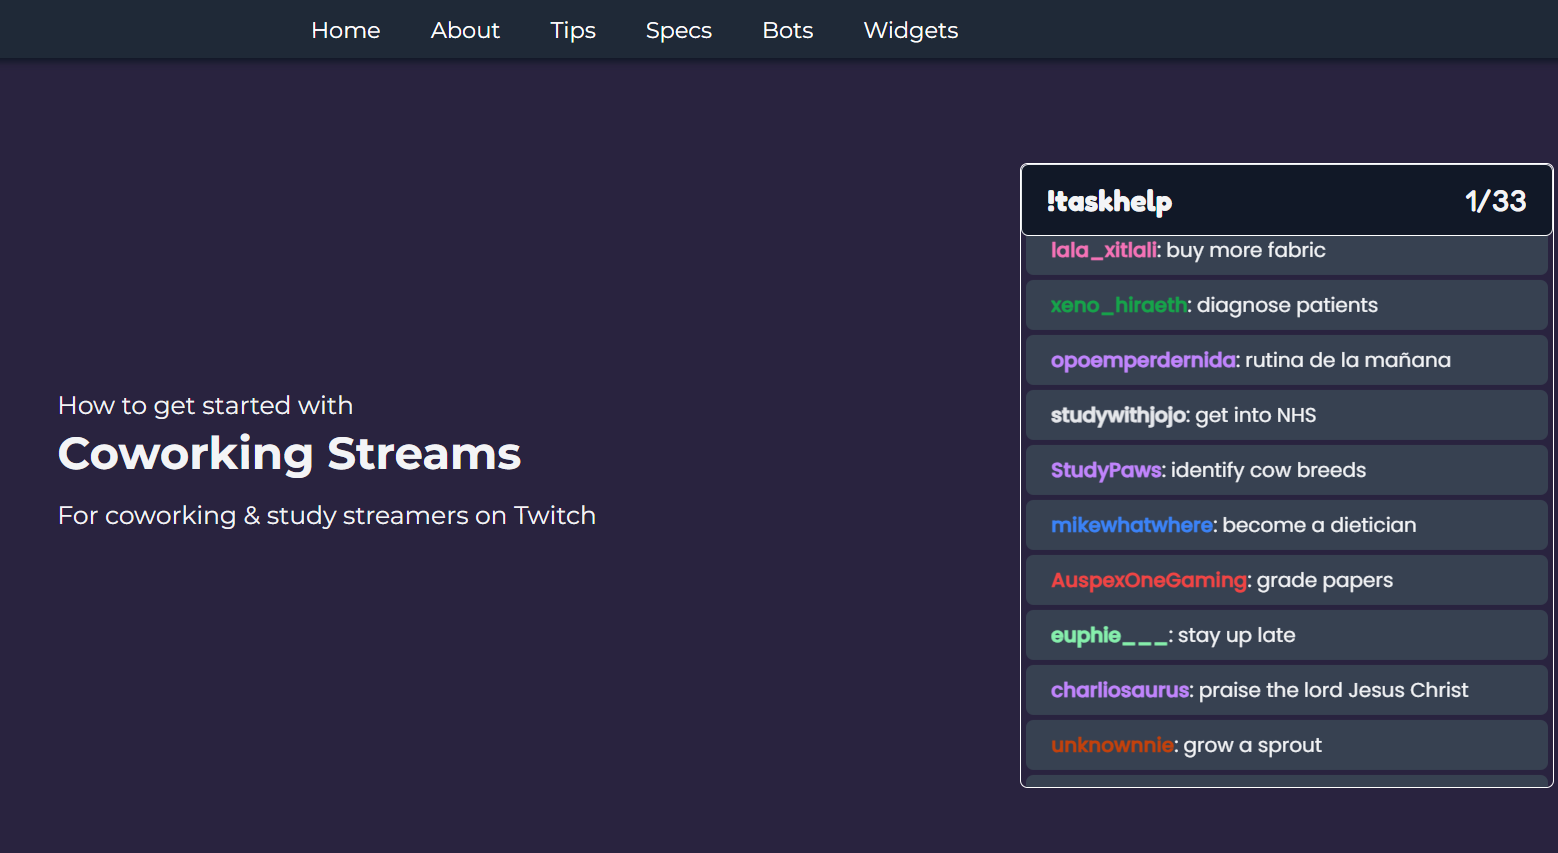 Home About Tips Specs Bots Widgets
How to get started with
Coworking Streams
For coworking & study streamers on Twitch
!taskhelp 1/33
lala_xitlali: buy more fabric
xeno_hiraeth: diagnose patients
opoemperdernida: rutina de la mañana
studywithjojo: get into NHS
StudyPaws: identify cow breeds
mikewhatwhere: become a dietician
AuspexOneGaming: grade papers
euphie___: stay up late
charliosaurus: praise the lord Jesus Christ
unknownnie: grow a sprout